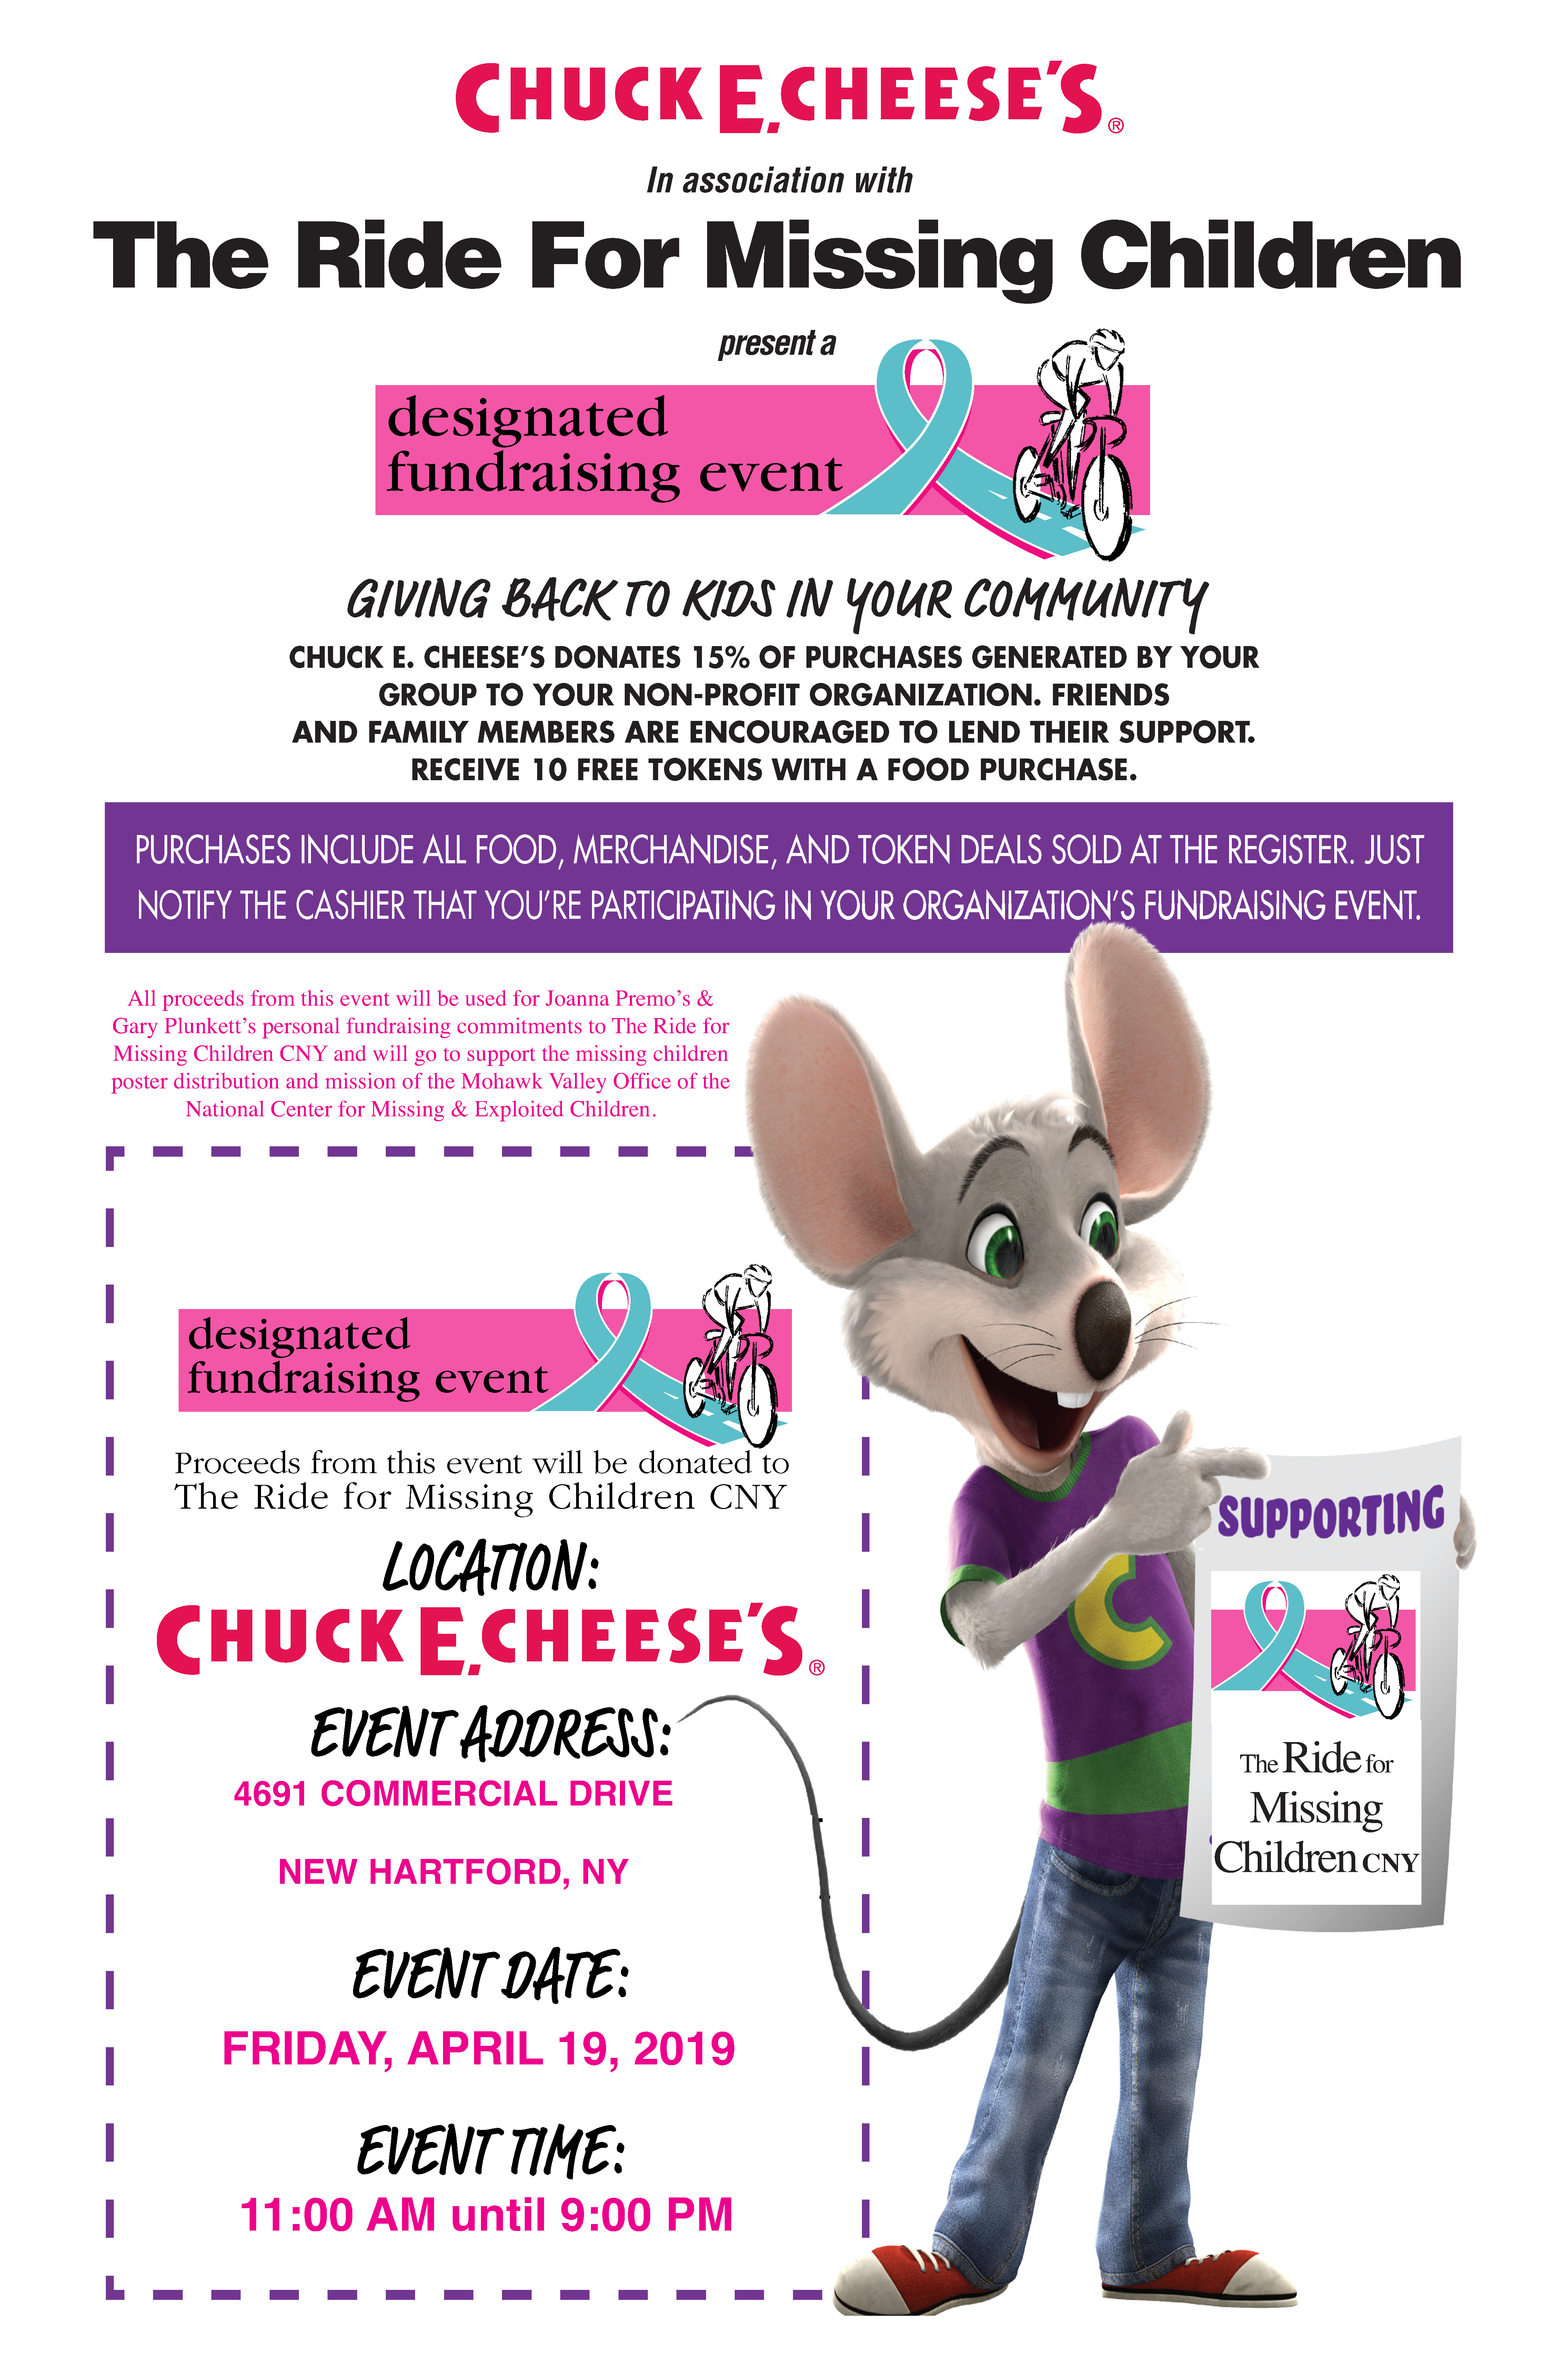 CHUCK E. CHEESE'S®
In association with
The Ride For Missing Children
present a
designated
fundraising event
GIVING BACK TO KIDS IN YOUR COMMUNITY
CHUCK E. CHEESE'S DONATES 15% OF PURCHASES GENERATED BY YOUR
GROUP TO YOUR NON-PROFIT ORGANIZATION. FRIENDS
AND FAMILY MEMBERS ARE ENCOURAGED TO LEND THEIR SUPPORT.
RECEIVE 10 FREE TOKENS WITH A FOOD PURCHASE.
PURCHASES INCLUDE ALL FOOD, MERCHANDISE, AND TOKEN DEALS SOLD AT THE REGISTER. JUST
NOTIFY THE CASHIER THAT YOU'RE PARTICIPATING IN YOUR ORGANIZATION'S FUNDRAISING EVENT.
All proceeds from this event will be used for Joanna Premo's &
Gary Plunkett's personal fundraising commitments to The Ride for
Missing Children CNY and will go to support the missing children
poster distribution and mission of the Mohawk Valley Office of the
National Center for Missing & Exploited Children.
designated
fundraising event
Proceeds from this event will be donated to
The Ride for Missing Children CNY
LOCATION:
CHUCK E. CHEESE'S®
EVENT ADDRESS:
4691 COMMERCIAL DRIVE
NEW HARTFORD, NY
EVENT DATE:
FRIDAY, APRIL 19, 2019
EVENT TIME:
11:00 AM until 9:00 PM
C
SUPPORTING
The Ride for
Missing
Children CNY